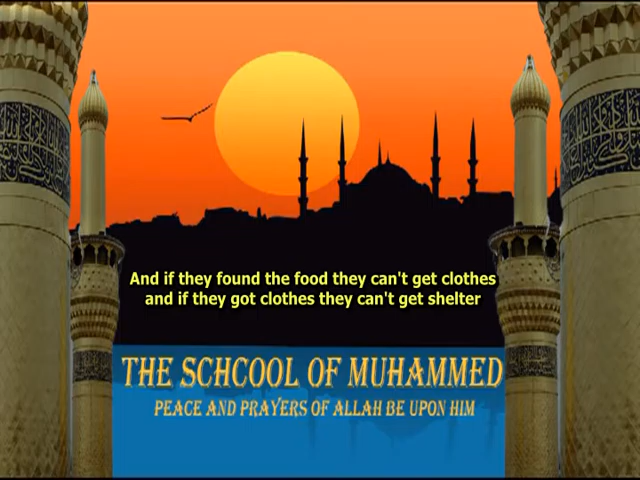 And if they found the food they can't get clothes
and if they got clothes they can't get shelter
THE SCHCOOL OF MUHAMMED
PEACE AND PRAYERS OF ALLAH BE UPON HIM